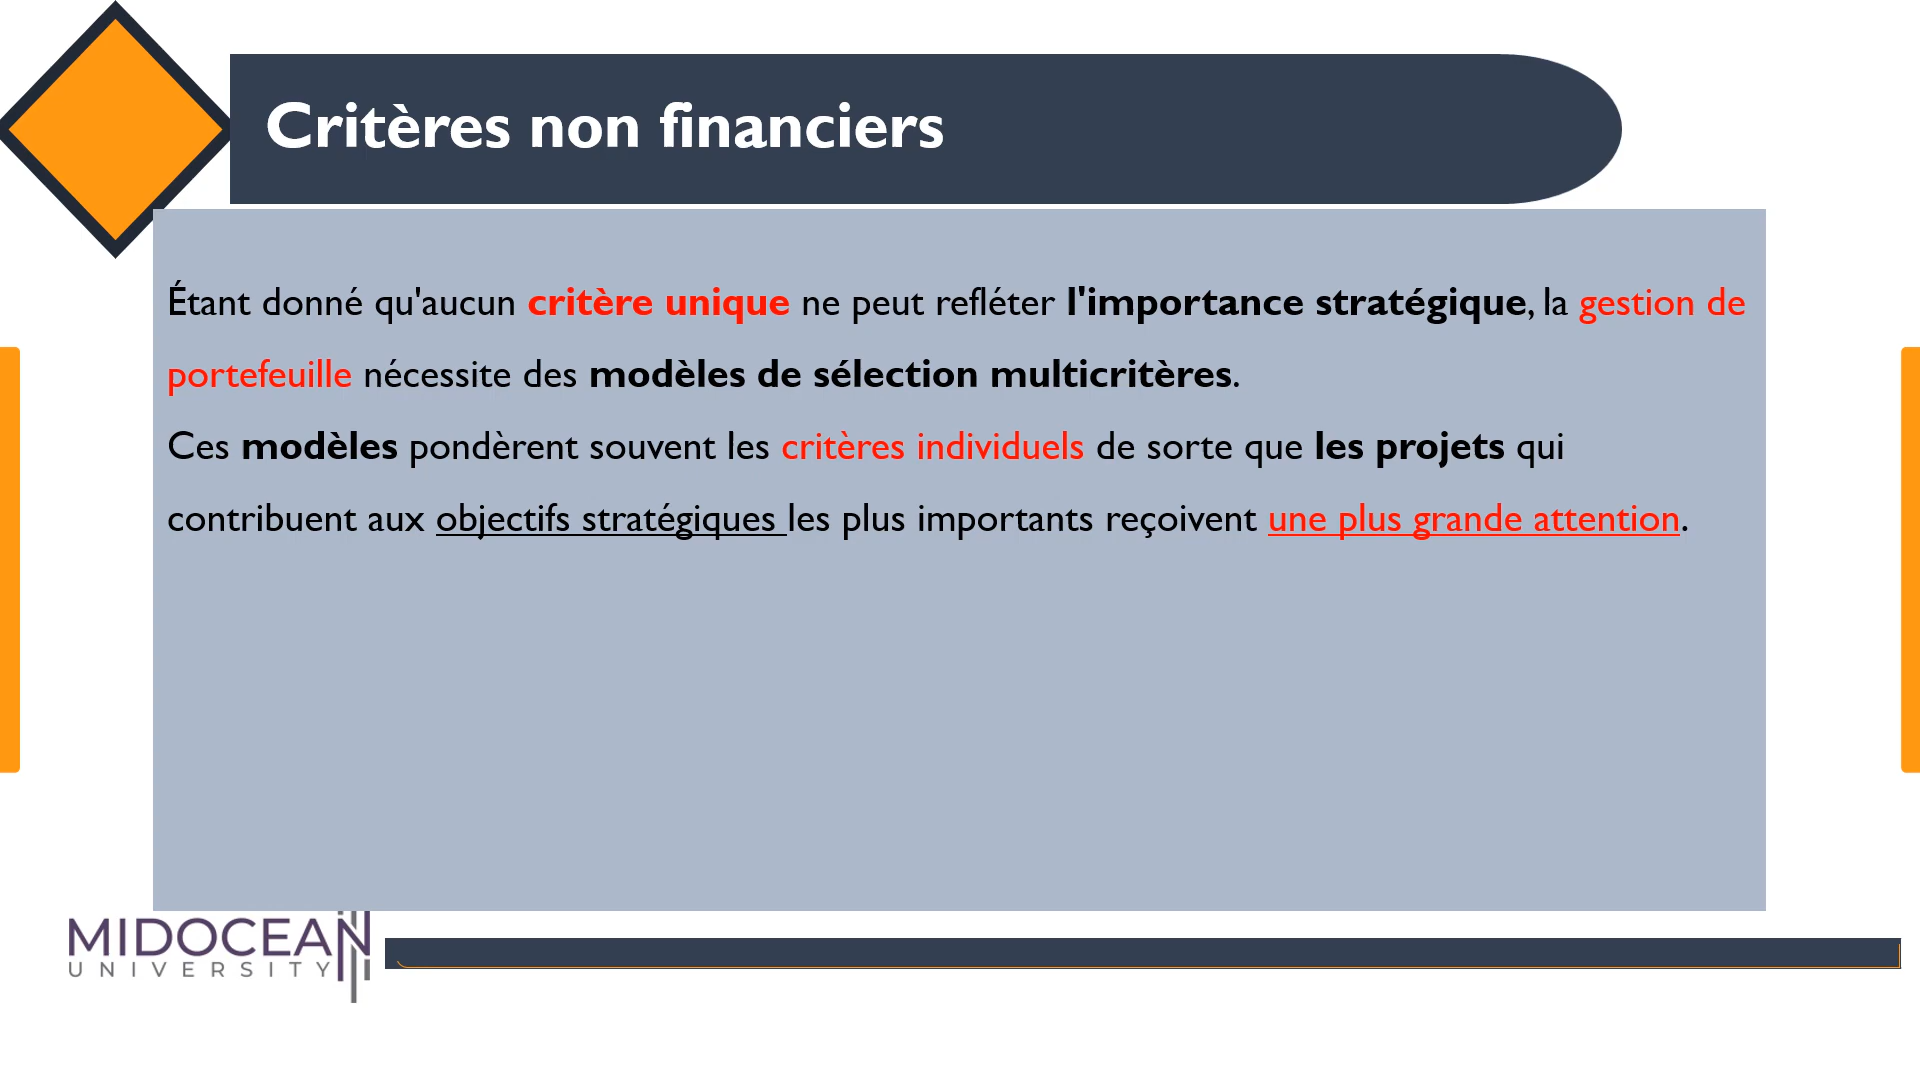 Critères non financiers
Étant donné qu'aucun critère unique ne peut refléter l'importance stratégique, la gestion de
portefeuille nécessite des modèles de sélection multicritères.
Ces modèles pondèrent souvent les critères individuels de sorte que les projets qui
contribuent aux objectifs stratégiques les plus importants reçoivent une plus grande attention.
MIDOCEAN
UNIVERSITY